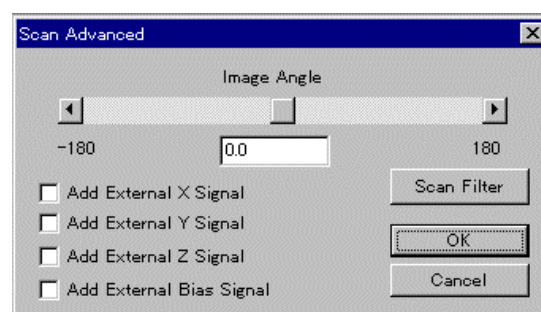 Scan Advanced
Image Angle
-180
0.0
180
Add External X Signal
Add External Y Signal
Add External Z Signal
Add External Bias Signal
Scan Filter
OK
Cancel